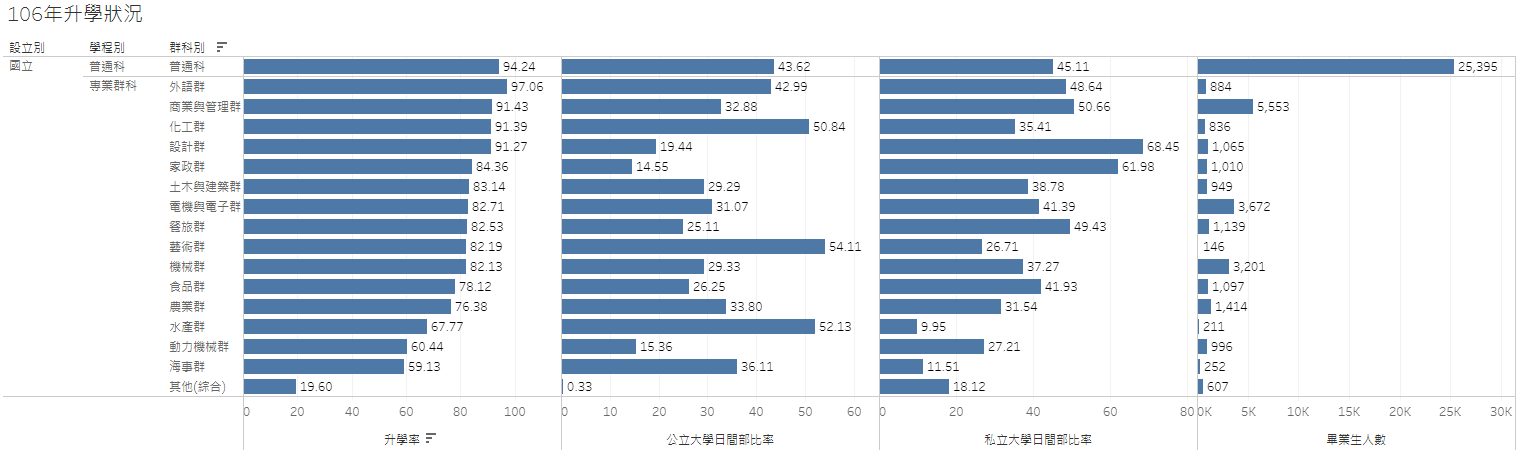 106年升學狀況
設立別 學程別 群科別
國立 普通科 普通科 94.24 43.62 45.11 25,395
專業群科 外語群 97.06 42.99 48.64 884
商業與管理群 91.43 32.88 50.66 5,553
化工群 91.39 50.84 35.41 836
設計群 91.27 19.44 68.45 1,065
家政群 84.36 14.55 61.98 1,010
土木與建築群 83.14 29.29 38.78 949
電機與電子群 82.71 31.07 41.39 3,672
餐旅群 82.53 25.11 49.43 1,139
藝術群 82.19 54.11 26.71 146
機械群 82.13 29.33 37.27 3,201
食品群 78.12 26.25 41.93 1,097
農業群 76.38 33.80 31.54 1,414
水產群 67.77 52.13 9.95 211
動力機械群 60.44 15.36 27.21 996
海事群 59.13 36.11 11.51 252
其他(綜合) 19.60 0.33 18.12 607
0 20 40 60 80 100 0 10 20 30 40 50 60 0 20 40 60 80 0K 5K 10K 15K 20K 25K 30K
升學率 公立大學日間部比率 私立大學日間部比率 畢業生人數